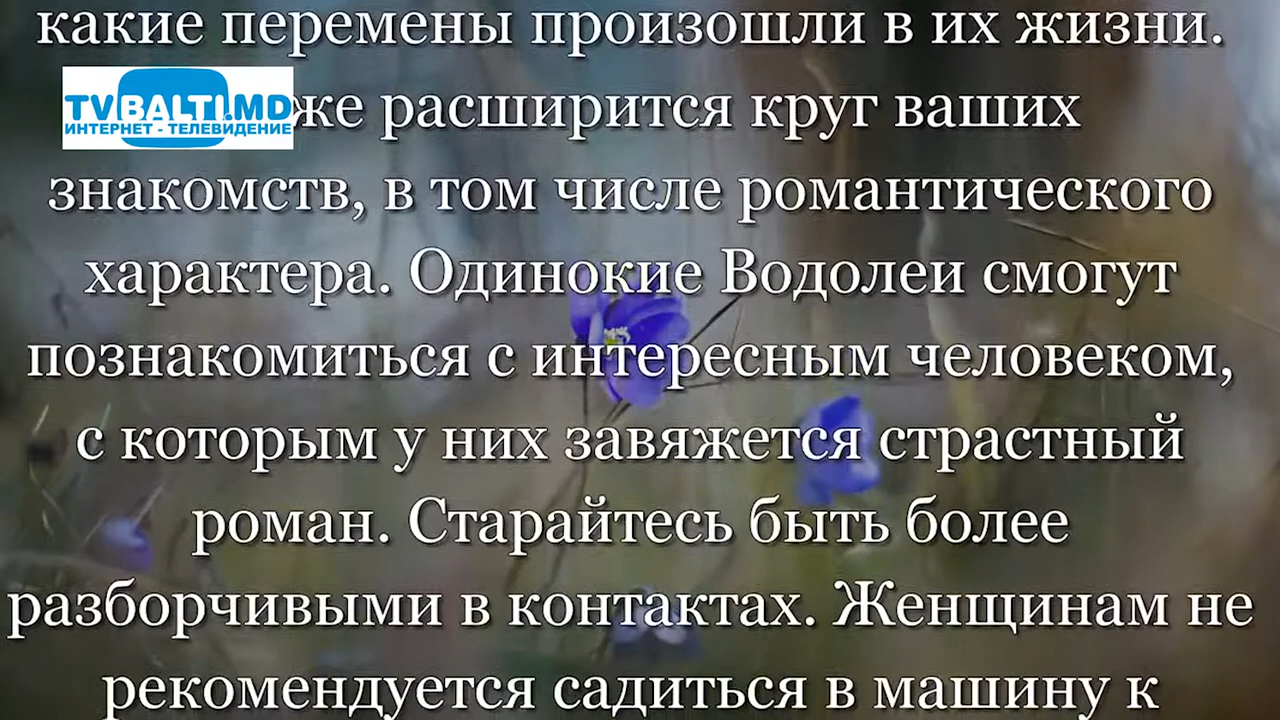 какие перемены произошли в их жизни.
TVBALTI.MD
ИНТЕРНЕТ - ТЕЛЕВИДЕНИЕ
же расширится круг ваших
знакомств, в том числе романтического
характера. Одинокие Водолеи смогут
познакомиться с интересным человеком,
с которым у них завяжется страстный
роман. Старайтесь быть более
разборчивыми в контактах. Женщинам не
рекомендуется садиться в машину к